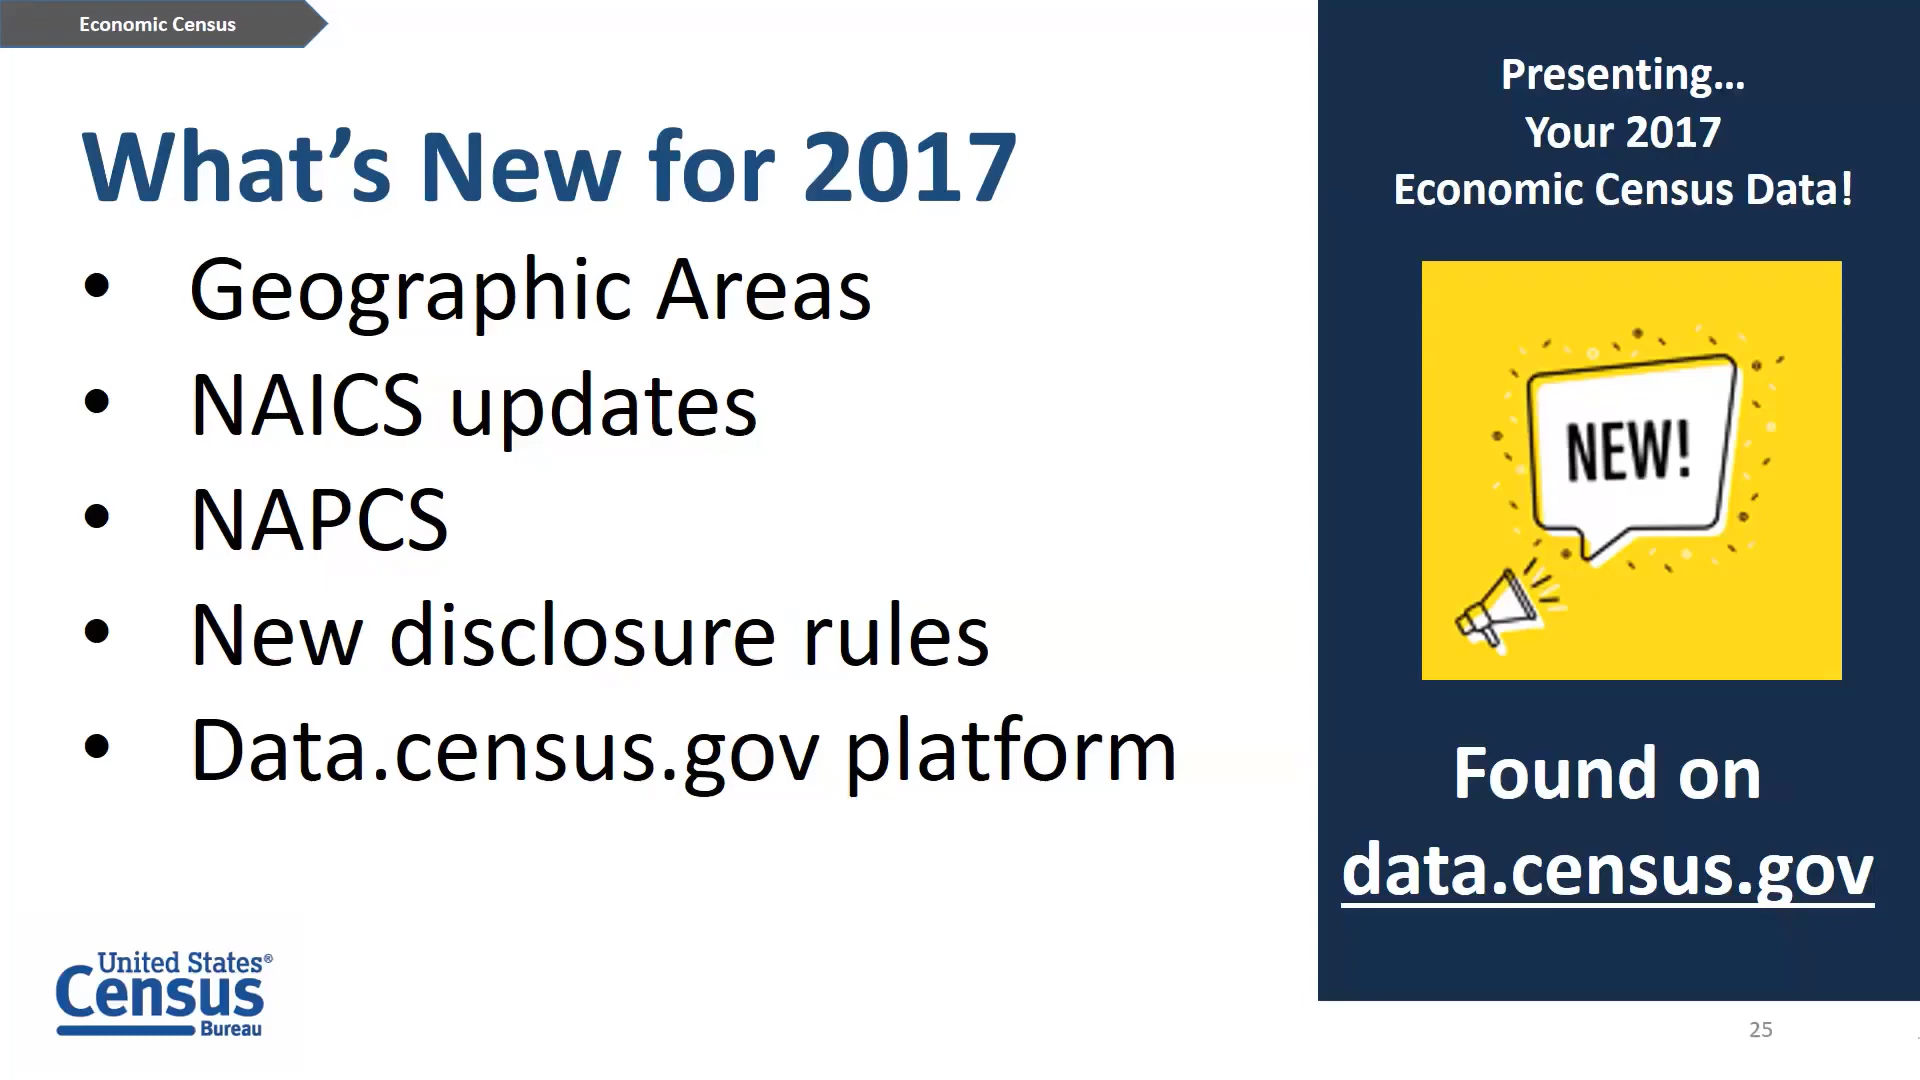 Economic Census
What's New for 2017
• Geographic Areas
• NAICS updates
• NAPCS
• New disclosure rules
• Data.census.gov platform
Presenting...
Your 2017
Economic Census Data!
NEW!
Found on
data.census.gov
United States®
Census
Bureau
25